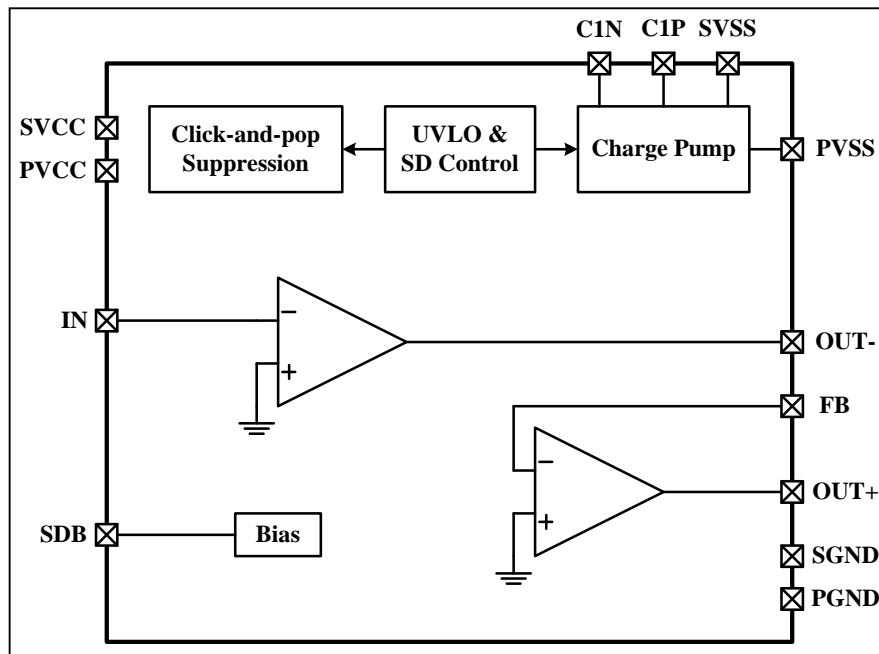 C1N C1P SVSS
SVCC
PVCC
Click-and-pop
Suppression
UVLO &
SD Control
Charge Pump
PVSS
IN
−
+
OUT-
FB
−
+
OUT+
SDB
Bias
SGND
PGND